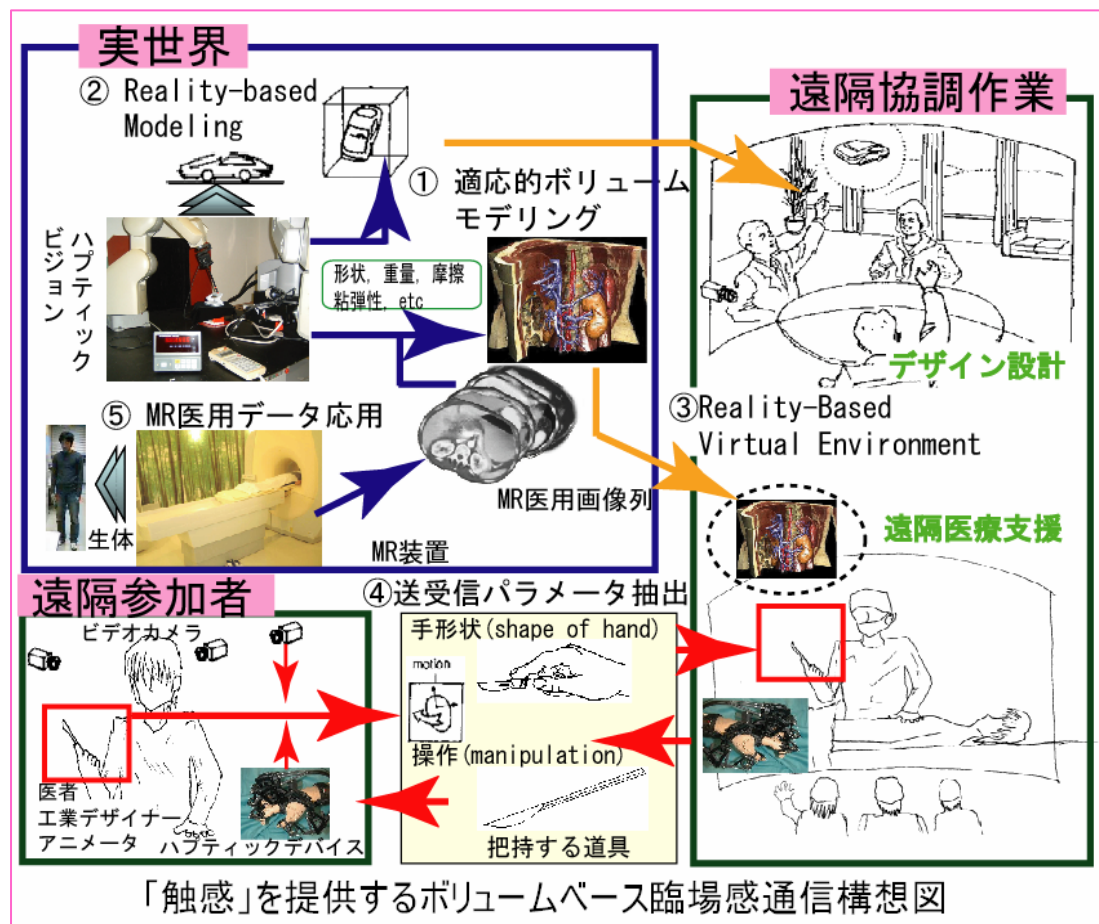 実世界
② Reality-based
Modeling
① 適応的ボリューム
モデリング
ハプティック
ビジョン
形状, 重量, 摩擦
粘弾性, etc
⑤ MR医用データ応用
生体
MR装置
MR医用画像列
遠隔協調作業
デザイン設計
③Reality-Based
Virtual Environment
遠隔医療支援
遠隔参加者
ビデオカメラ
医者
工業デザイナー
アニメータ
ハプティックデバイス
④送受信パラメータ抽出
手形状(shape of hand)
motion
操作(manipulation)
把持する道具
「触感」を提供するボリュームベース臨場感通信構想図